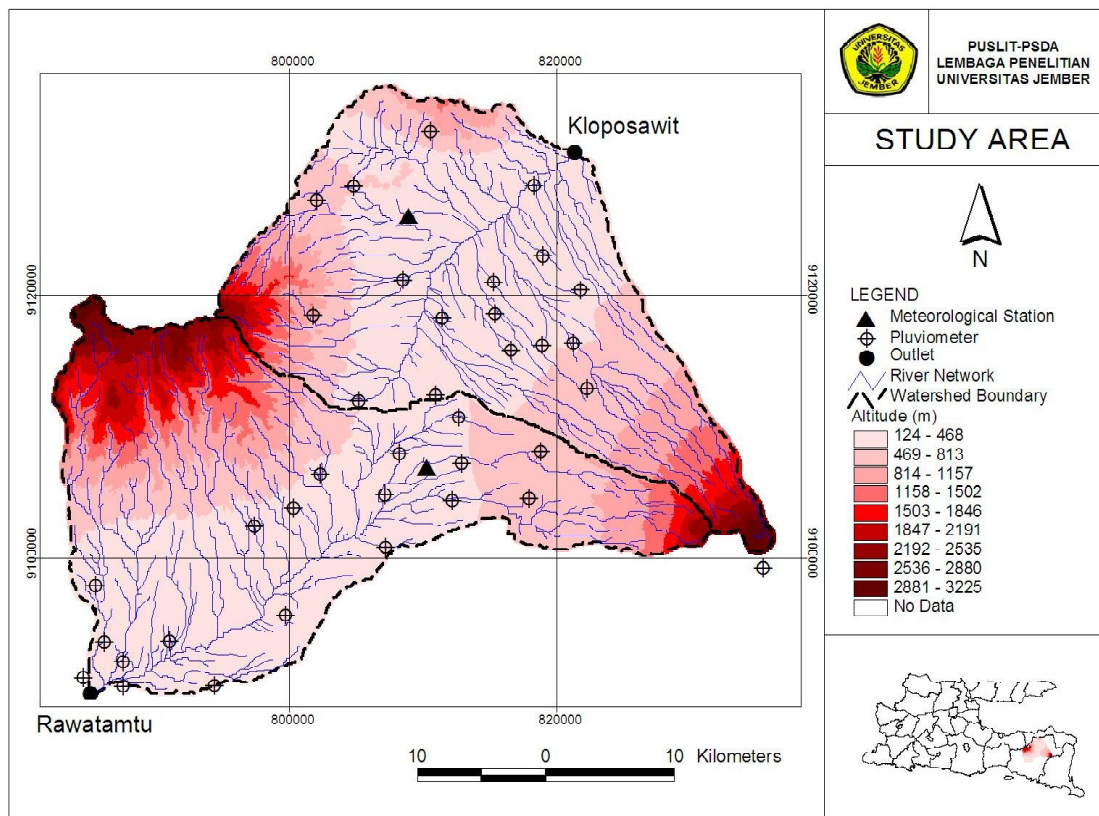 800000
820000
Kloposawit
9120000
9120000
9100000
9100000
Rawatamtu
800000
820000
10
0
10
Kilometers
UNIVERSITAS
JEMBER
PUSLIT-PSDA
LEMBAGA PENELITIAN
UNIVERSITAS JEMBER
STUDY AREA
N
LEGEND
Meteorological Station
Pluviometer
Outlet
River Network
Watershed Boundary
Altitude (m)
124 - 468
469 - 813
814 - 1157
1158 - 1502
1503 - 1846
1847 - 2191
2192 - 2535
2536 - 2880
2881 - 3225
No Data